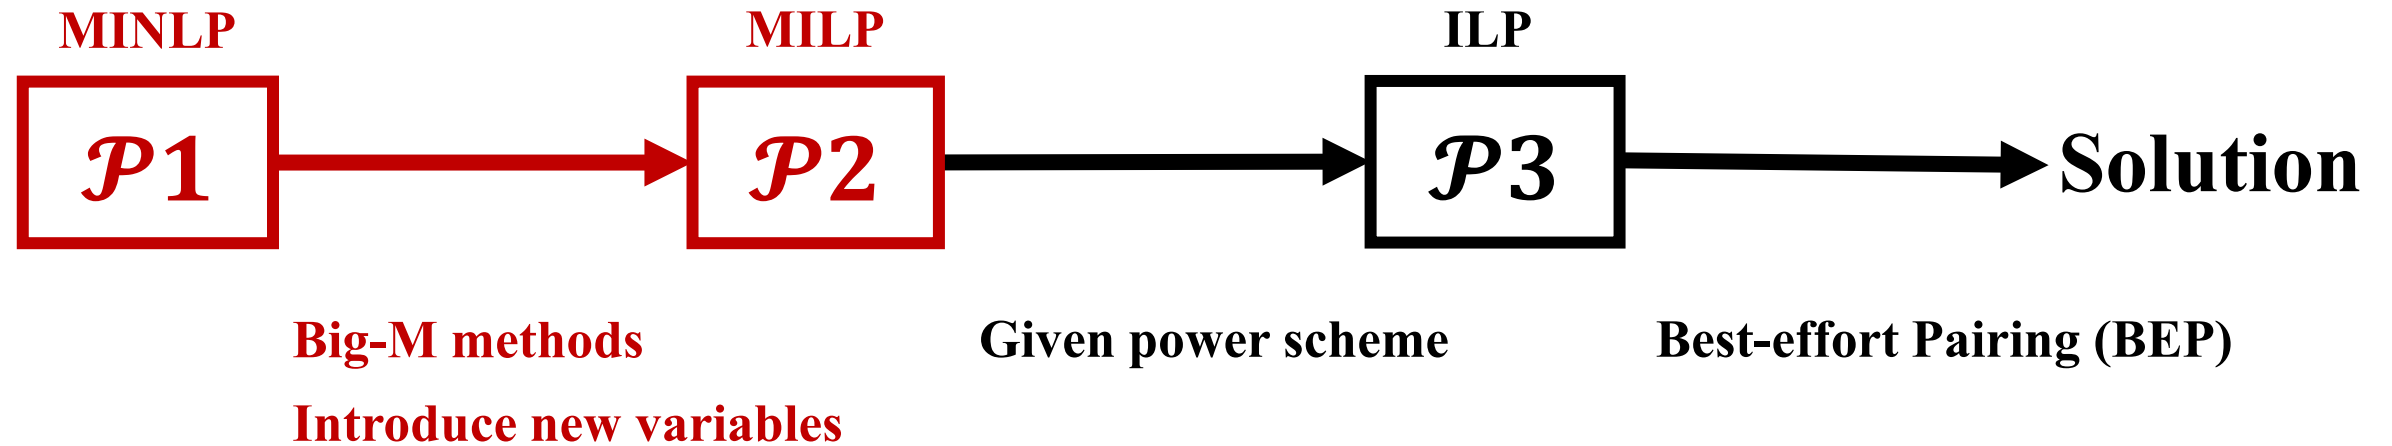 MINLP
MILP
ILP
𝒫1
𝒫2
𝒫3
Solution
Big-M methods
Given power scheme
Best-effort Pairing (BEP)
Introduce new variables